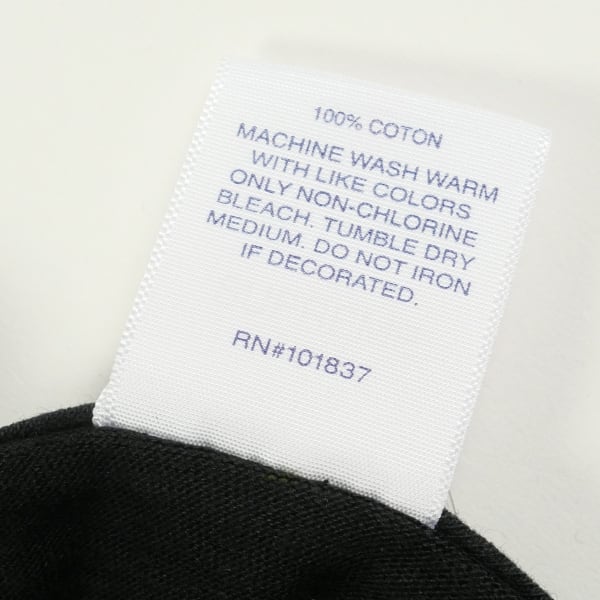 100% COTON
MACHINE WASH WARM
WITH LIKE COLORS
ONLY NON-CHLORINE
BLEACH. TUMBLE DRY
MEDIUM. DO NOT IRON
IF DECORATED.
RN#101837